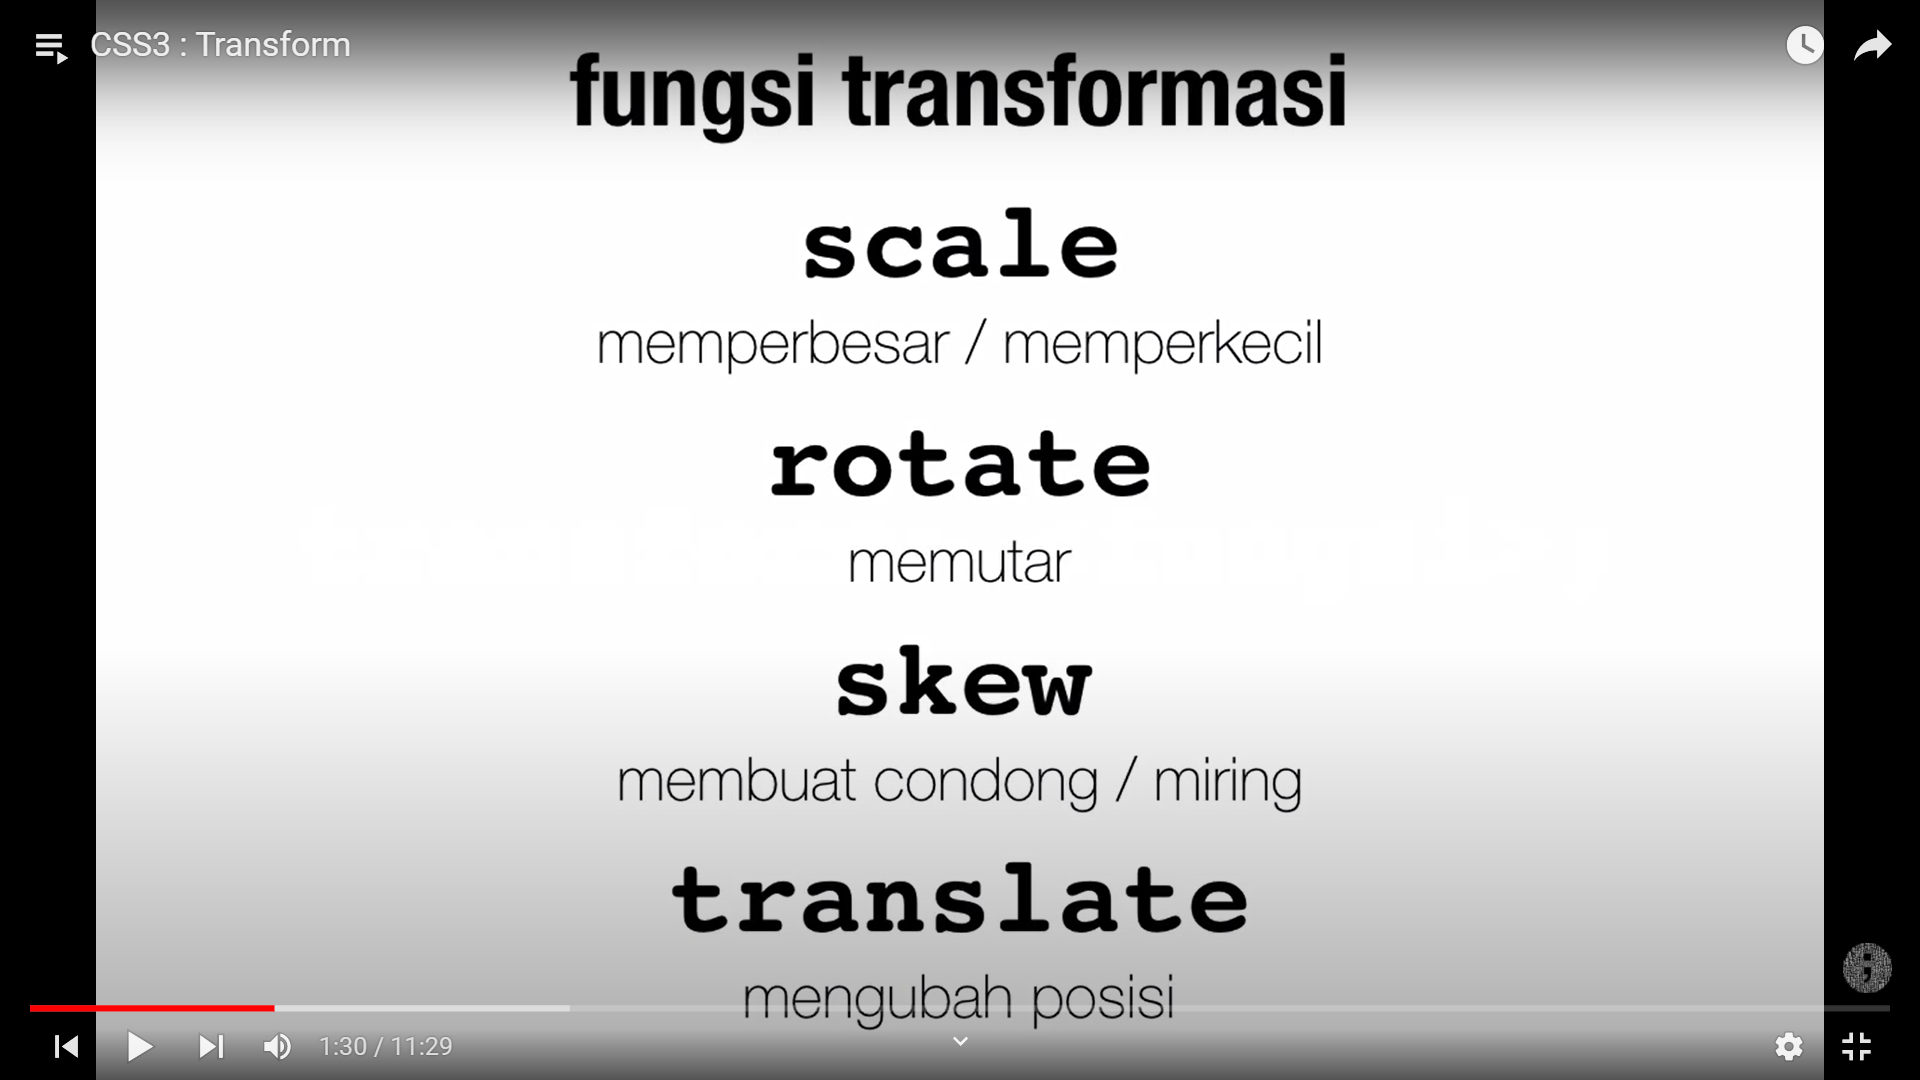 CSS3 : Transform
fungsi transformasi
scale
memperbesar / memperkecil
rotate
memutar
skew
membuat condong / miring
translate
mengubah posisi
1:30 / 11:29